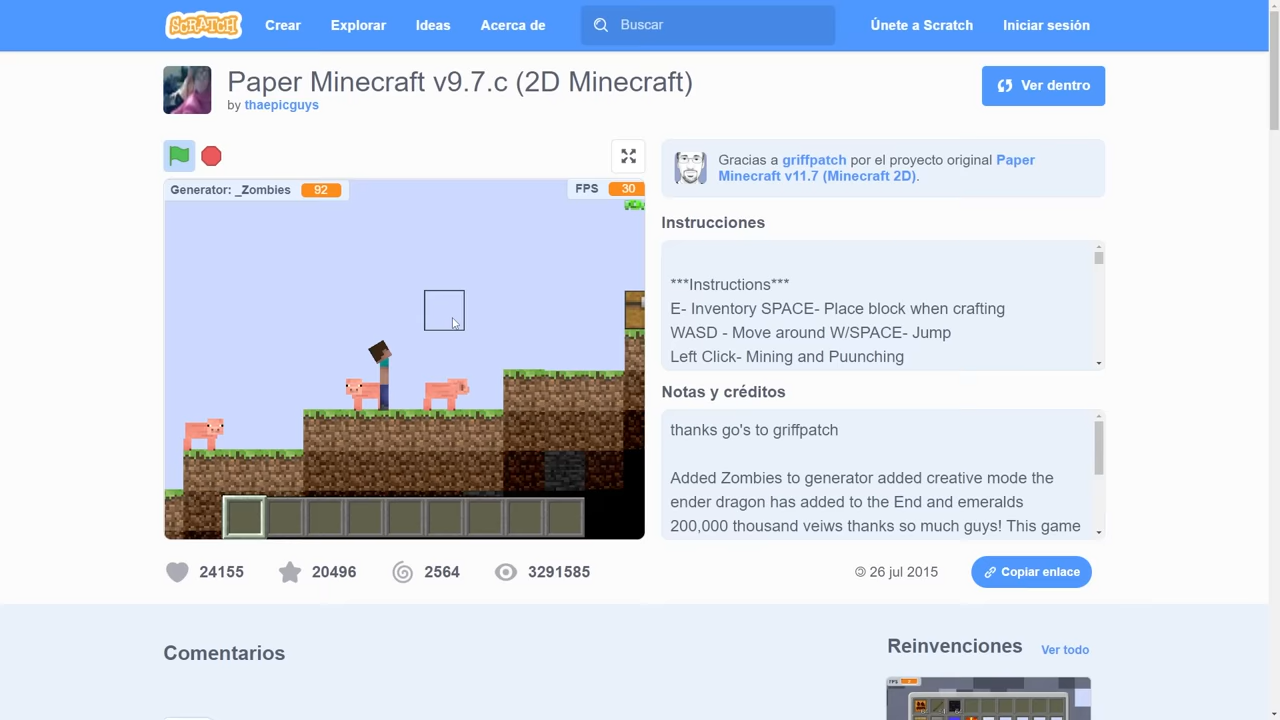 SCRATCH
Crear
Explorar
Ideas
Acerca de
Buscar
Únete a Scratch
Iniciar sesión
Paper Minecraft v9.7.c (2D Minecraft)
by thaepicguys
Ver dentro
Generator: _Zombies 92
FPS 30
Gracias a griffpatch por el proyecto original Paper
Minecraft v11.7 (Minecraft 2D).
Instrucciones
***Instructions***
E- Inventory SPACE- Place block when crafting
WASD - Move around W/SPACE- Jump
Left Click- Mining and Puunching
Notas y créditos
thanks go's to griffpatch
Added Zombies to generator added creative mode the
ender dragon has added to the End and emeralds
200,000 thousand veiws thanks so much guys! This game
24155
20496
2564
3291585
26 jul 2015
Copiar enlace
Comentarios
Reinvenciones
Ver todo